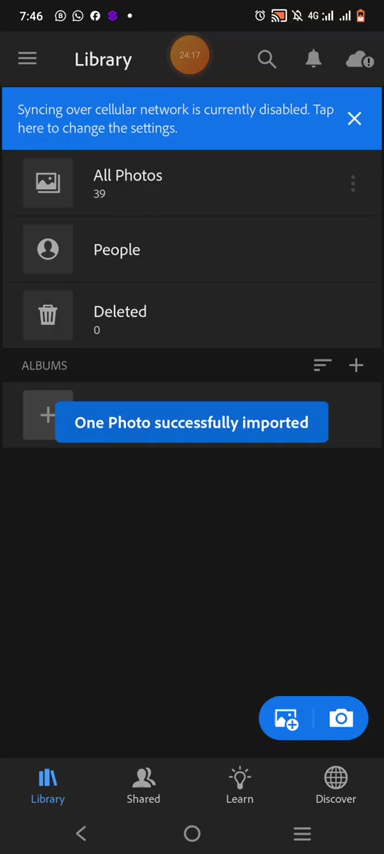 7:46
4G
Library
24:17
Syncing over cellular network is currently disabled. Tap
here to change the settings.
All Photos
39
People
Deleted
0
ALBUMS
One Photo successfully imported
Library
Shared
Learn
Discover